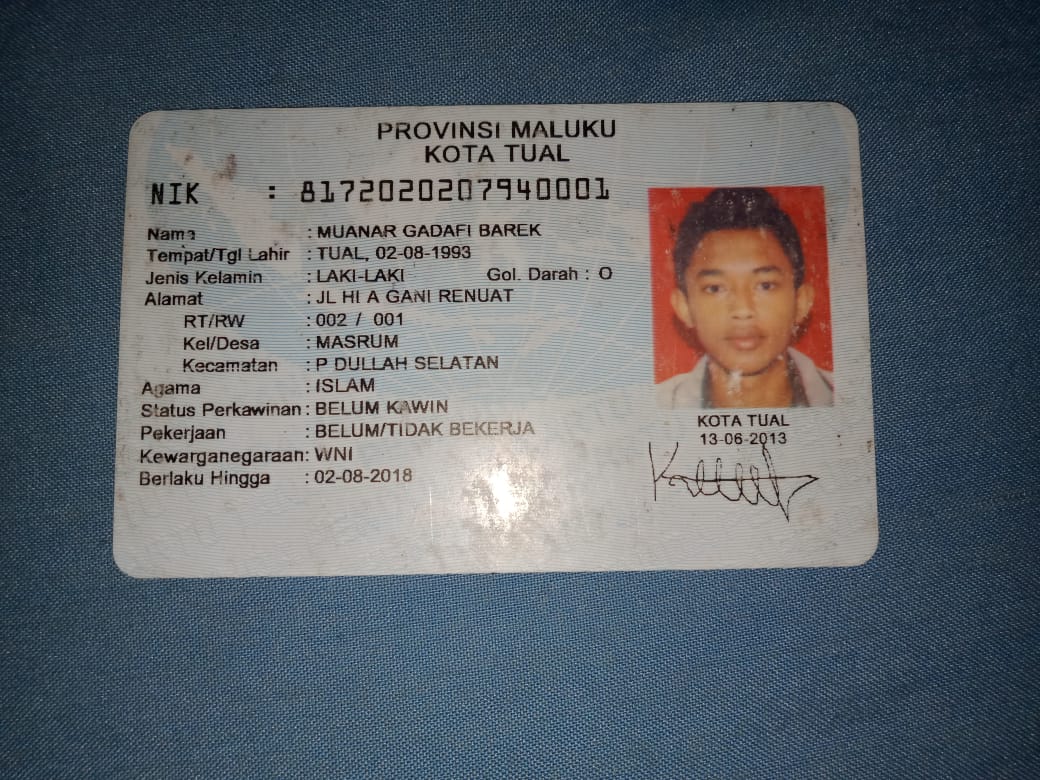 PROVINSI MALUKU
KOTA TUAL
NIK : 8172020207940001
Nama : MUANAR GADAFI BAREK
Tempat/Tgl Lahir : TUAL, 02-08-1993
Jenis Kelamin : LAKI-LAKI Gol. Darah : O
Alamat : JL HI A GANI RENUAT
RT/RW : 002 / 001
Kel/Desa : MASRUM
Kecamatan : P DULLAH SELATAN
Agama : ISLAM
Status Perkawinan : BELUM KAWIN
Pekerjaan : BELUM/TIDAK BEKERJA
Kewarganegaraan: WNI
Berlaku Hingga : 02-08-2018
KOTA TUAL
13-06-2013